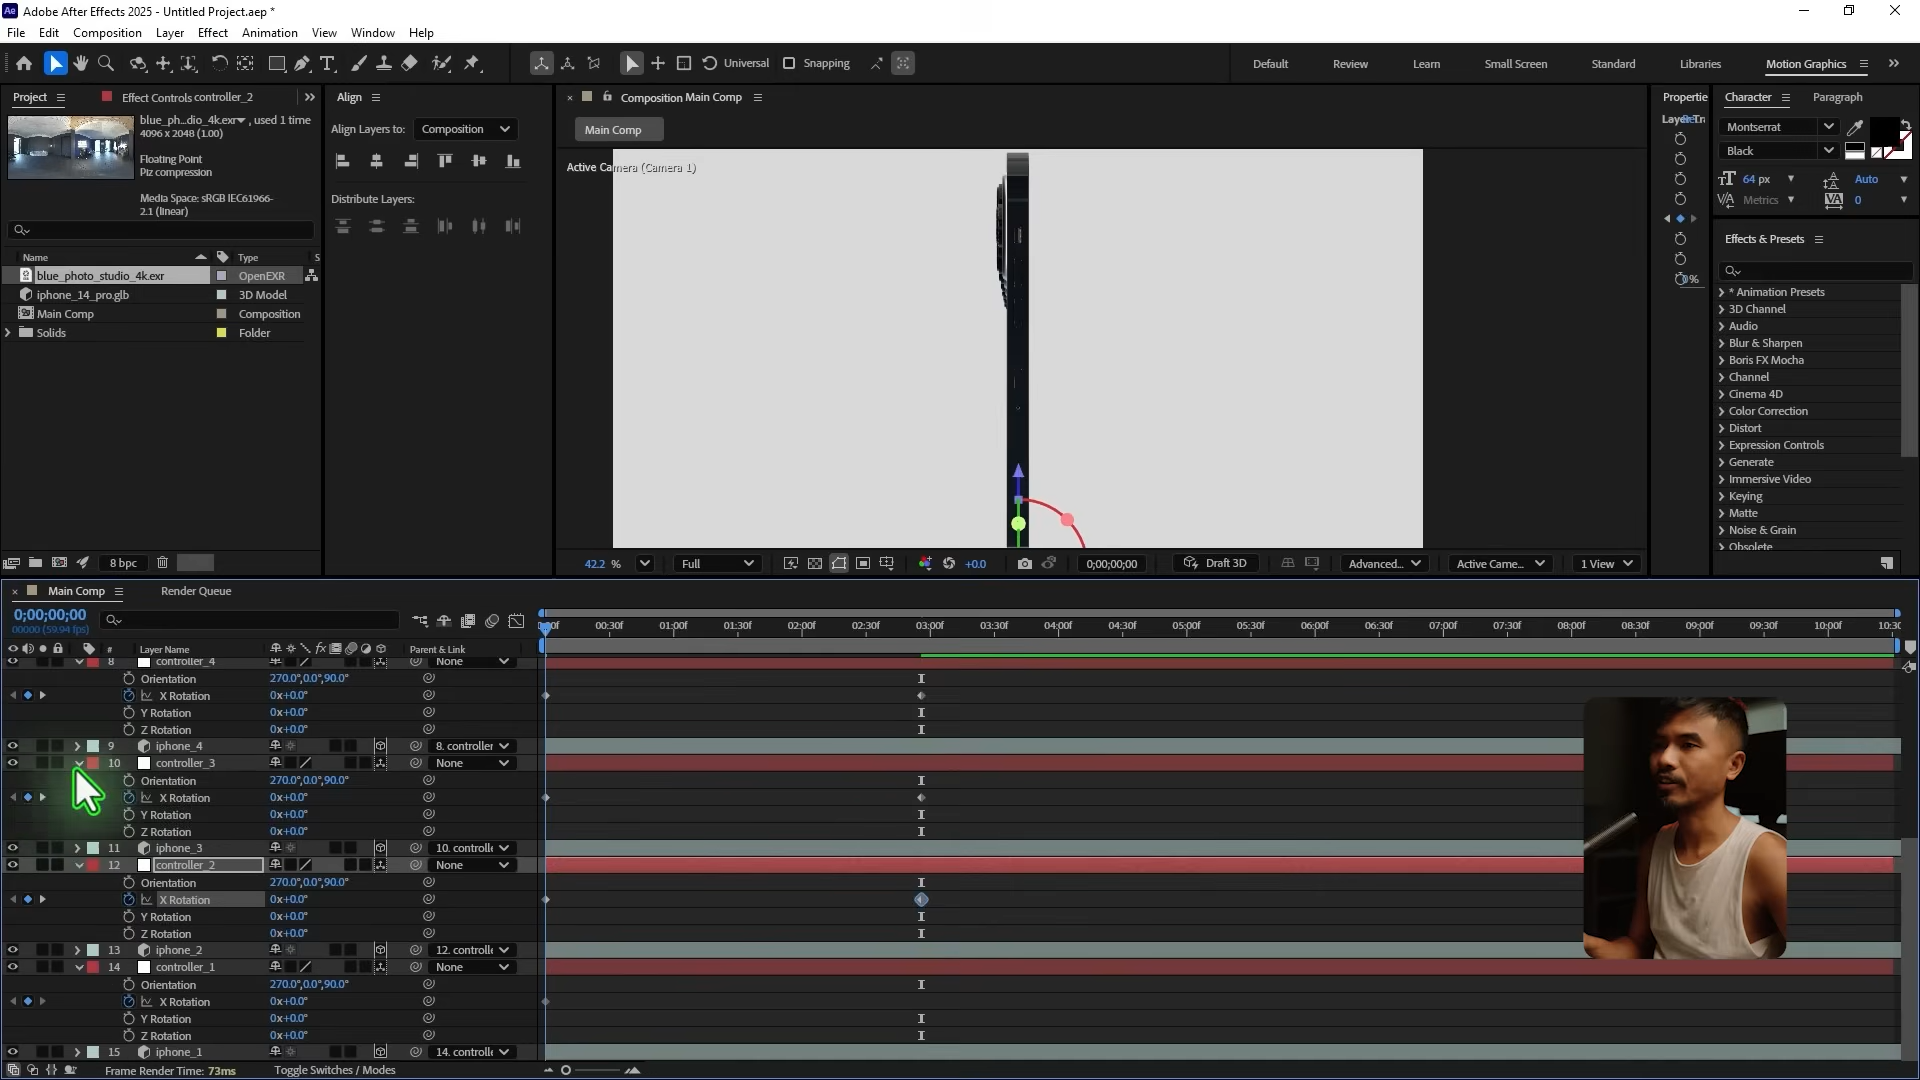 Ae Adobe After Effects 2025 - Untitled Project.aep *
File Edit Composition Layer Effect Animation View Window Help
Universal Snapping Default Review Learn Small Screen Standard Libraries Motion Graphics
Project Effect Controls controller_2
blue_ph...dio_4k.exr , used 1 time
4096 x 2048 (1.00)
Floating Point
Piz compression
Media Space: sRGB IEC61966-
2.1 (linear)
Name Type S
blue_photo_studio_4k.exr OpenEXR
iphone_14_pro.glb 3D Model
Main Comp Composition
Solids Folder
8 bpc
Align
Align Layers to: Composition
Distribute Layers:
Composition Main Comp
Main Comp
Active Camera (Camera 1)
42.2 % Full +0.0 0;00;00;00 Draft 3D Advanced... Active Came... 1 View
Propertie
Character Paragraph
Montserrat
Black
64 px Auto
Metrics 0
Effects & Presets
* Animation Presets
3D Channel
Audio
Blur & Sharpen
Boris FX Mocha
Channel
Cinema 4D
Color Correction
Distort
Expression Controls
Generate
Immersive Video
Keying
Matte
Noise & Grain
Obsolete
Main Comp Render Queue
0;00;00;00
00000 (59.94 fps)
00:30f 01:00f 01:30f 02:00f 02:30f 03:00f 03:30f 04:00f 04:30f 05:00f 05:30f 06:00f 06:30f 07:00f 07:30f 08:00f 08:30f 09:00f 09:30f 10:00f 10:30
# Layer Name fx Parent & Link
8 controller_4 None
Orientation 270.0°,0.0°,90.0°
X Rotation 0x+0.0°
Y Rotation 0x+0.0°
Z Rotation 0x+0.0°
9 iphone_4 8. controller
10 controller_3 None
Orientation 270.0°,0.0°,90.0°
X Rotation 0x+0.0°
Y Rotation 0x+0.0°
Z Rotation 0x+0.0°
11 iphone_3 10. controlle
12 controller_2 None
Orientation 270.0°,0.0°,90.0°
X Rotation 0x+0.0°
Y Rotation 0x+0.0°
Z Rotation 0x+0.0°
13 iphone_2 12. controlle
14 controller_1 None
Orientation 270.0°,0.0°,90.0°
X Rotation 0x+0.0°
Y Rotation 0x+0.0°
Z Rotation 0x+0.0°
15 iphone_1 14. controlle
Frame Render Time: 73ms Toggle Switches / Modes